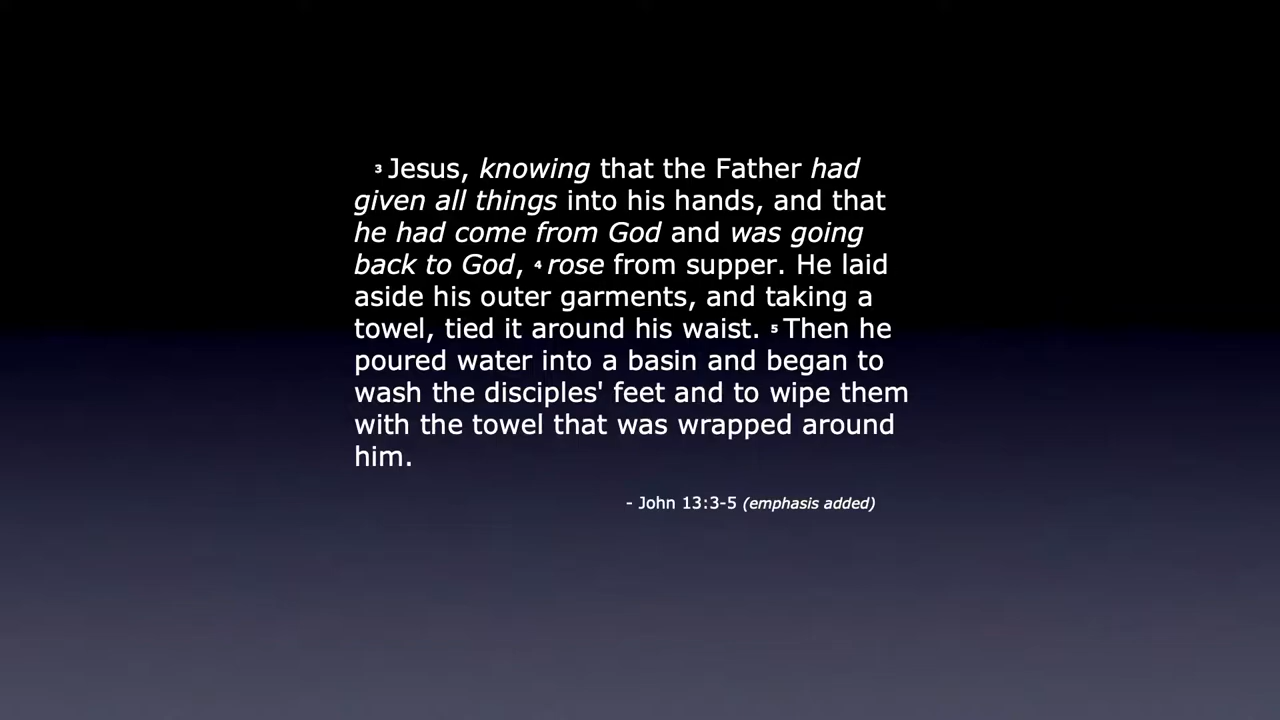 3 Jesus, knowing that the Father had
given all things into his hands, and that
he had come from God and was going
back to God, 4 rose from supper. He laid
aside his outer garments, and taking a
towel, tied it around his waist. 5 Then he
poured water into a basin and began to
wash the disciples' feet and to wipe them
with the towel that was wrapped around
him.
- John 13:3-5 (emphasis added)